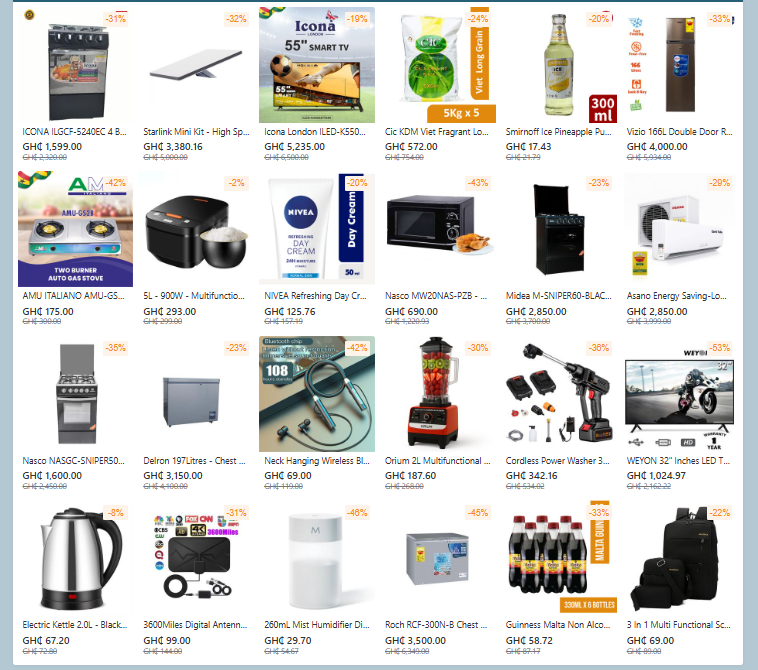 -31%
-32%
-19%
-24%
-20%
-33%
Icona
LONDON
55" SMART TV
55"
Cic
Viet Long Grain
5Kg x 5
300
ml
166
ICONA ILGCF-5240EC 4 B...
Starlink Mini Kit - High Sp...
Icona London ILED-K550...
Cic KDM Viet Fragrant Lo...
Smirnoff Ice Pineapple Pu...
Vizio 166L Double Door R...
GH₵ 1,599.00
GH₵ 3,380.16
GH₵ 5,235.00
GH₵ 572.00
GH₵ 17.43
GH₵ 4,000.00
GH₵ 2,320.00
GH₵ 5,000.00
GH₵ 6,500.00
GH₵ 754.00
GH₵ 21.79
GH₵ 5,934.00
-42%
-2%
-20%
-43%
-23%
-29%
AM
AMU-GS28
TWO BURNER
AUTO GAS STOVE
NIVEA
REFRESHING
DAY
CREAM
Day Cream
50 ml
AMU ITALIANO AMU-GS...
5L - 900W - Multifunctio...
NIVEA Refreshing Day Cr...
Nasco MW20NAS-PZB - ...
Midea M-SNIPER60-BLAC...
Asano Energy Saving-Lo...
GH₵ 175.00
GH₵ 293.00
GH₵ 125.76
GH₵ 690.00
GH₵ 2,850.00
GH₵ 2,850.00
GH₵ 300.00
GH₵ 299.00
GH₵ 157.19
GH₵ 1,220.93
GH₵ 3,700.00
GH₵ 3,999.00
-35%
-23%
-42%
-30%
-36%
-53%
Bluetooth chip
108
WEYON
32"
HD
WARRANTY
1
YEAR
Nasco NASGC-SNIPER50...
Delron 197Litres - Chest ...
Neck Hanging Wireless Bl...
Orium 2L Multifunctional ...
Cordless Power Washer 3...
WEYON 32" Inches LED T...
GH₵ 1,600.00
GH₵ 3,150.00
GH₵ 69.00
GH₵ 187.60
GH₵ 342.16
GH₵ 1,024.97
GH₵ 2,450.00
GH₵ 4,100.00
GH₵ 119.00
GH₵ 268.00
GH₵ 534.02
GH₵ 2,162.22
-8%
-31%
-46%
-45%
-33%
-22%
FOX CNN
CBS
4K
3600Miles
M
MALTA GUIN
330ML X 6 BOTTLES
Electric Kettle 2.0L - Black...
3600Miles Digital Antenn...
260mL Mist Humidifier Di...
Roch RCF-300N-B Chest ...
Guinness Malta Non Alco...
3 In 1 Multi Functional Sc...
GH₵ 67.20
GH₵ 99.00
GH₵ 29.70
GH₵ 3,500.00
GH₵ 58.72
GH₵ 69.00
GH₵ 72.80
GH₵ 144.00
GH₵ 54.67
GH₵ 6,349.00
GH₵ 87.17
GH₵ 89.00